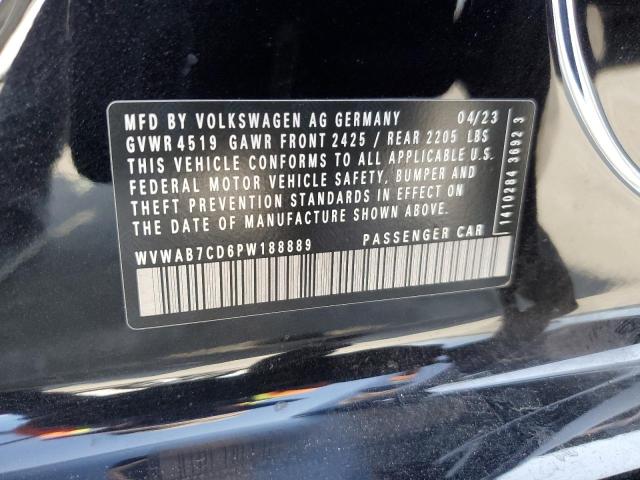 MFD BY VOLKSWAGEN AG GERMANY 04/23
GVWR 4519 GAWR FRONT 2425 / REAR 2205 LBS
THIS VEHICLE CONFORMS TO ALL APPLICABLE U.S.
FEDERAL MOTOR VEHICLE SAFETY, BUMPER AND
THEFT PREVENTION STANDARDS IN EFFECT ON
THE DATE OF MANUFACTURE SHOWN ABOVE.
WVWAB7CD6PW188889 PASSENGER CAR
1410284 3692 3